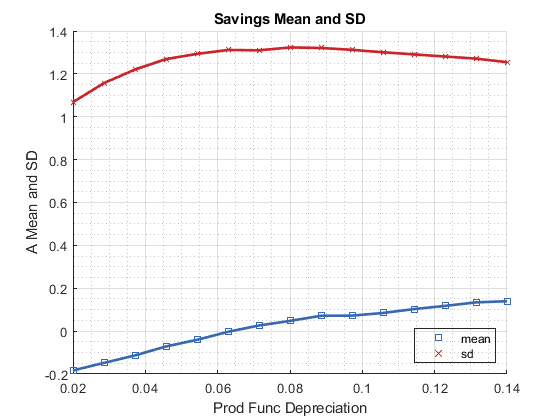 Savings Mean and SD
1.4
1.2
1
0.8
0.6
0.4
0.2
0
-0.2
A Mean and SD
0.02 0.04 0.06 0.08 0.1 0.12 0.14
Prod Func Depreciation
mean
sd